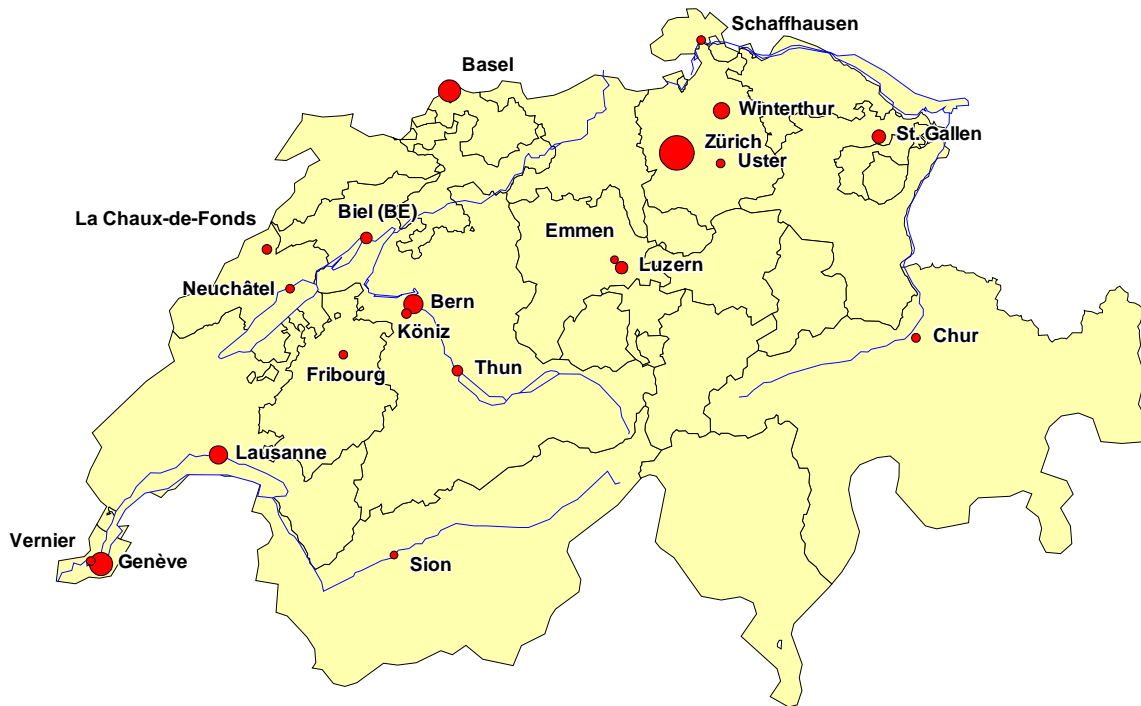 Schaffhausen
Basel
Winterthur
Zürich
St. Gallen
Uster
La Chaux-de-Fonds
Biel (BE)
Emmen
Luzern
Neuchâtel
Bern
Köniz
Chur
Thun
Fribourg
Lausanne
Vernier
Genève
Sion